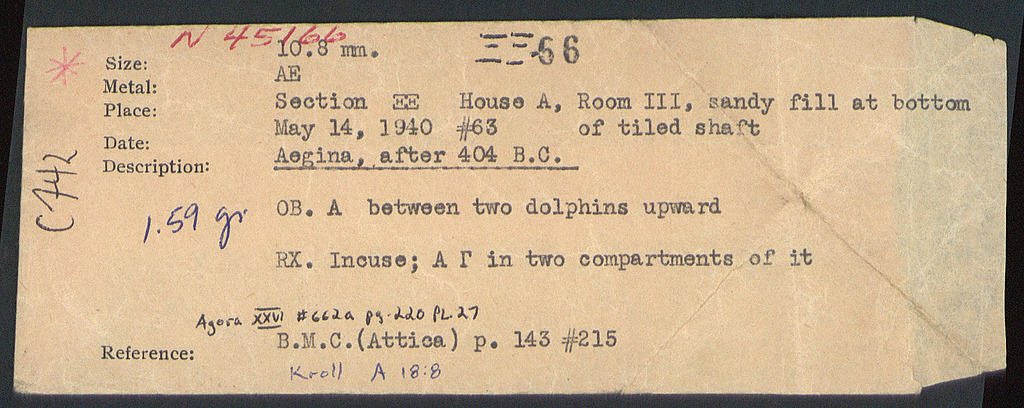 N 45166
ΞΞ-66
Size: 10.8 mm.
Metal: AE
Place: Section ΞΞ House A, Room III, sandy fill at bottom
Date: May 14, 1940 #63 of tiled shaft
Description: Aegina, after 404 B.C.
C742
1.59 gr
OB. A between two dolphins upward
RX. Incuse; A Γ in two compartments of it
Agora XXVI #662a pg. 220 PL. 27
Reference: B.M.C.(Attica) p. 143 #215
Kroll A 18:8